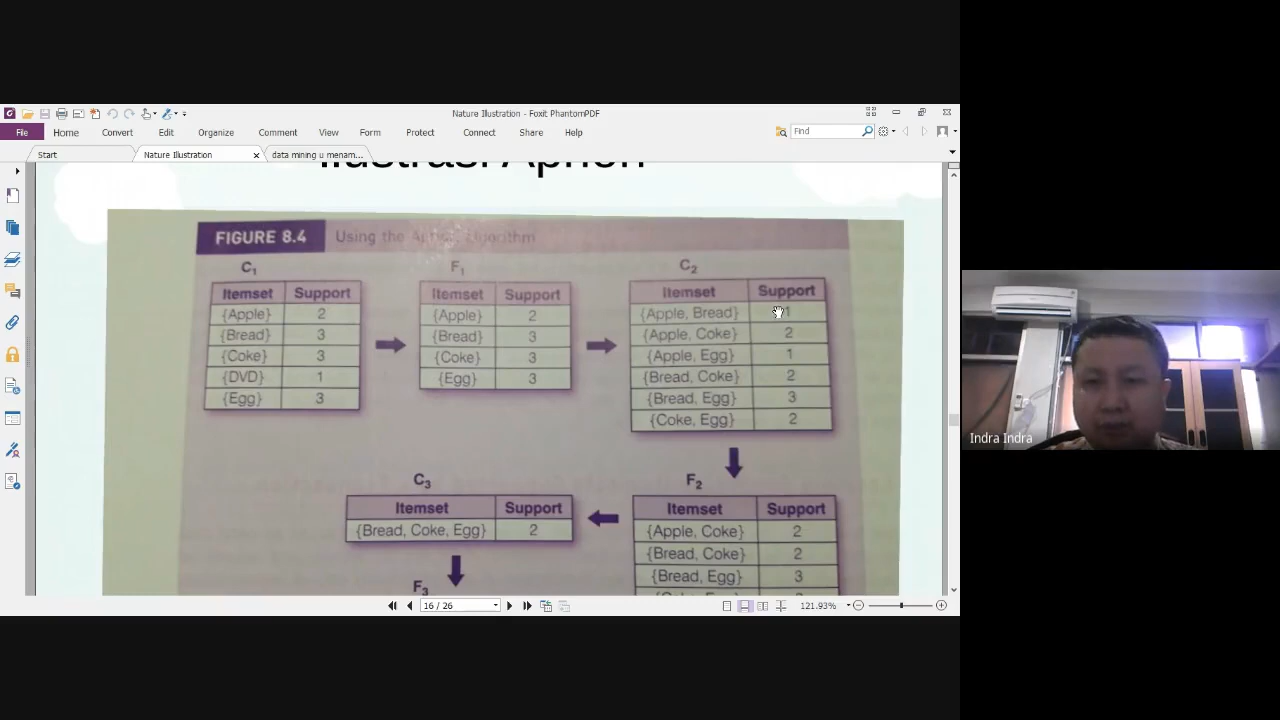 Nature Illustration - Foxit PhantomPDF
File Home Convert Edit Organize Comment View Form Protect Connect Share Help
Find
Start Nature Illustration data mining u menam...
FIGURE 8.4 Using the Algorithm
C1
Itemset Support
{Apple} 2
{Bread} 3
{Coke} 3
{DVD} 1
{Egg} 3
F1
Itemset Support
{Apple} 2
{Bread} 3
{Coke} 3
{Egg} 3
C2
Itemset Support
{Apple, Bread} 1
{Apple, Coke} 2
{Apple, Egg} 1
{Bread, Coke} 2
{Bread, Egg} 3
{Coke, Egg} 2
C3
Itemset Support
{Bread, Coke, Egg} 2
F2
Itemset Support
{Apple, Coke} 2
{Bread, Coke} 2
{Bread, Egg} 3
F3
16 / 26
121.93%
Indra Indra